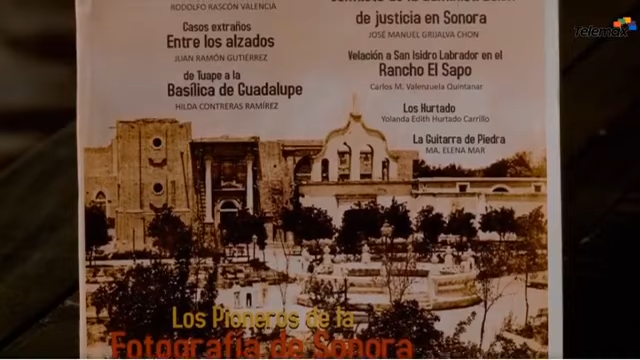 RODOLFO RASCÓN VALENCIA
Casos extraños
Entre los alzados
JUAN RAMÓN GUTIÉRREZ
de Tuape a la
Basílica de Guadalupe
HILDA CONTRERAS RAMÍREZ
de justicia en Sonora
JOSÉ MANUEL GRIJALVA CHON
Velación a San Isidro Labrador en el
Rancho El Sapo
Carlos M. Valenzuela Quintanar
Los Hurtado
Yolanda Edith Hurtado Carrillo
La Guitarra de Piedra
MA. ELENA MAR
Los Pioneros de la
Fotografía de Sonora
Telemax